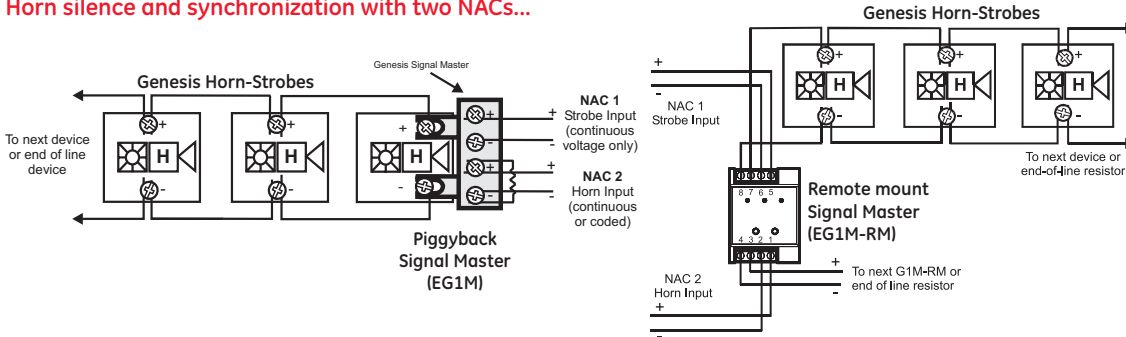 Horn silence and synchronization with two NACs...
Genesis Signal Master
Genesis Horn-Strobes
To next device
or end of line
device
+
-
H
+
-
H
+
-
H
+
-
+
-
+
-
+
-
NAC 1
Strobe Input
(continuous
voltage only)
NAC 2
Horn Input
(continuous
or coded)
Piggyback
Signal Master
(EG1M)
Genesis Horn-Strobes
+
-
NAC 1
Strobe Input
+
H
-
+
H
-
+
H
-
To next device or
end-of-line resistor
8 7 6 5
4 3 2 1
Remote mount
Signal Master
(EG1M-RM)
+
-
To next G1M-RM or
end of line resistor
NAC 2
Horn Input
+
-